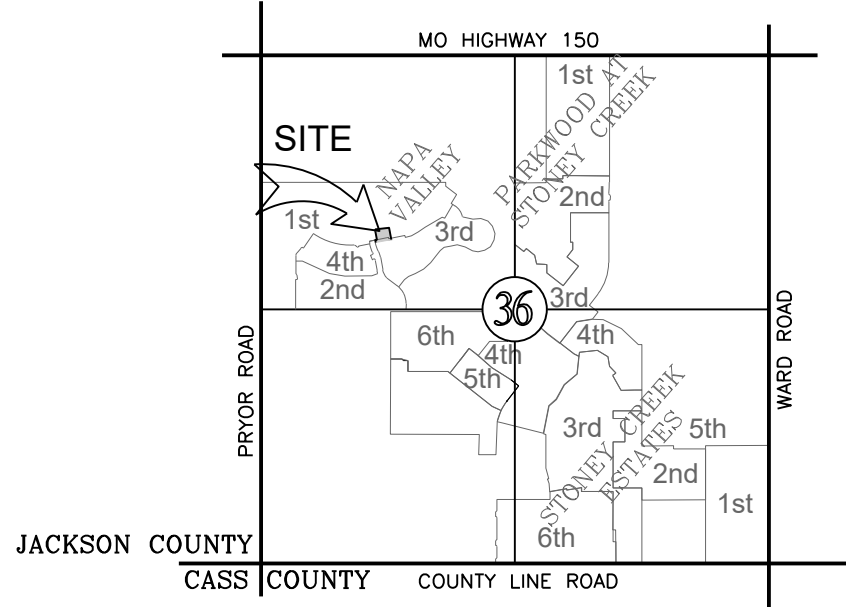 MO HIGHWAY 150
1st
PARKWOOD AT
STONEY CREEK
SITE
NAPA
VALLEY
2nd
1st
3rd
4th
2nd
3rd
36
6th
4th
4th
5th
PRYOR ROAD
WARD ROAD
3rd
5th
STONEY CREEK
ESTATES
2nd
1st
6th
JACKSON COUNTY
CASS COUNTY
COUNTY LINE ROAD